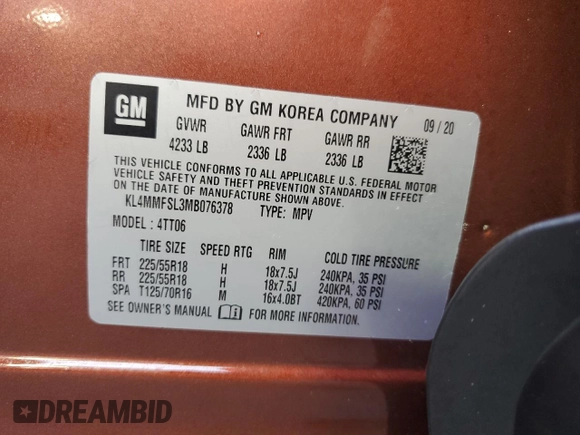 GM
MFD BY GM KOREA COMPANY 09/20
GVWR GAWR FRT GAWR RR
4233 LB 2336 LB 2336 LB
THIS VEHICLE CONFORMS TO ALL APPLICABLE U.S. FEDERAL MOTOR
VEHICLE SAFETY AND THEFT PREVENTION STANDARDS IN EFFECT
ON THE DATE OF MANUFACTURE SHOWN ABOVE.
KL4MMFSL3MB076378 TYPE: MPV
MODEL : 4TT06
TIRE SIZE SPEED RTG RIM COLD TIRE PRESSURE
FRT 225/55R18 H 18x7.5J 240KPA, 35 PSI
RR 225/55R18 H 18x7.5J 240KPA, 35 PSI
SPA T125/70R16 M 16x4.0BT 420KPA, 60 PSI
SEE OWNER'S MANUAL FOR MORE INFORMATION.
DREAMBID